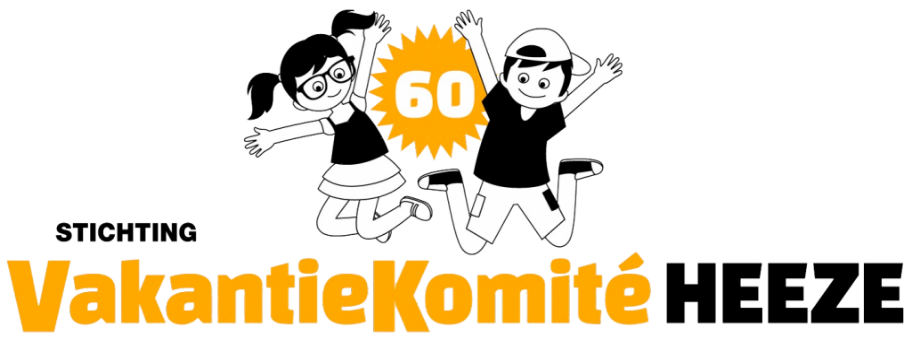 60
STICHTING
VakantieKomité HEEZE